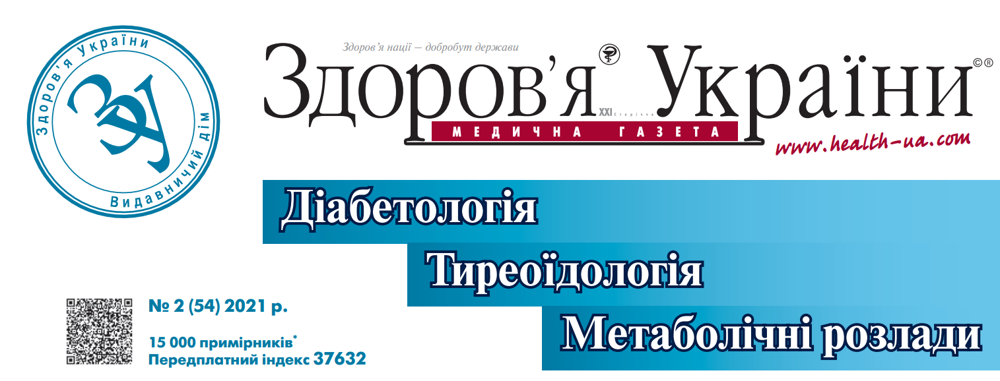 Здоров'я України
Видавничий дім
ЗУ
Здоров'я нації – добробут держави
Здоров'я України ©®
XXI сторіччя
МЕДИЧНА ГАЗЕТА
www.health-ua.com
Діабетологія
Тиреоїдологія
Метаболічні розлади
№ 2 (54) 2021 р.
15 000 примірників*
Передплатний індекс 37632